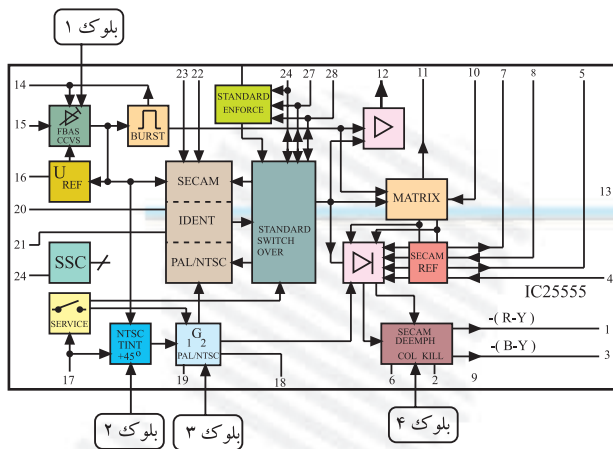 بلوک ۱
14
23 22
24
27
28
12
11
10
7
8
5
STANDARD
ENFORCE
15
FBAS
CCVS
BURST
16
U REF
SECAM
MATRIX
13
20
IDENT
STANDARD
SWITCH
OVER
21
SSC
24
PAL/NTSC
SECAM
REF
IC25555
4
SERVICE
NTSC
TINT
+45°
G
1 2
PAL/NTSC
SECAM
DEEMPH
COL KILL
-(R-Y)
1
-(B-Y)
3
17
19
18
6
2
9
بلوک ۲
بلوک ۳
بلوک ۴